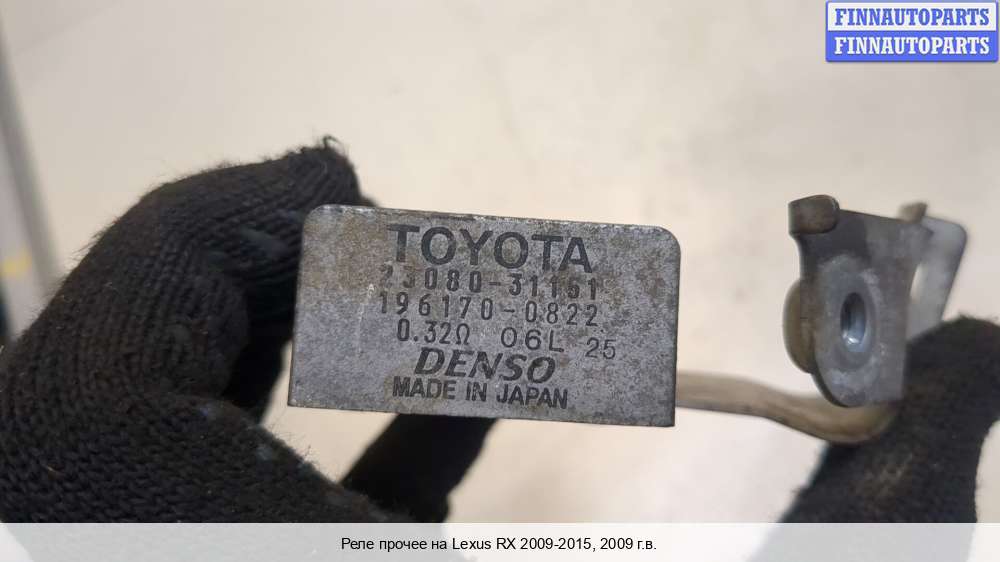 FINNAUTOPARTS
FINNAUTOPARTS
TOYOTA
23080-31161
196170-0822
0.32Ω 06L 25
DENSO
MADE IN JAPAN
Реле прочее на Lexus RX 2009-2015, 2009 г.в.